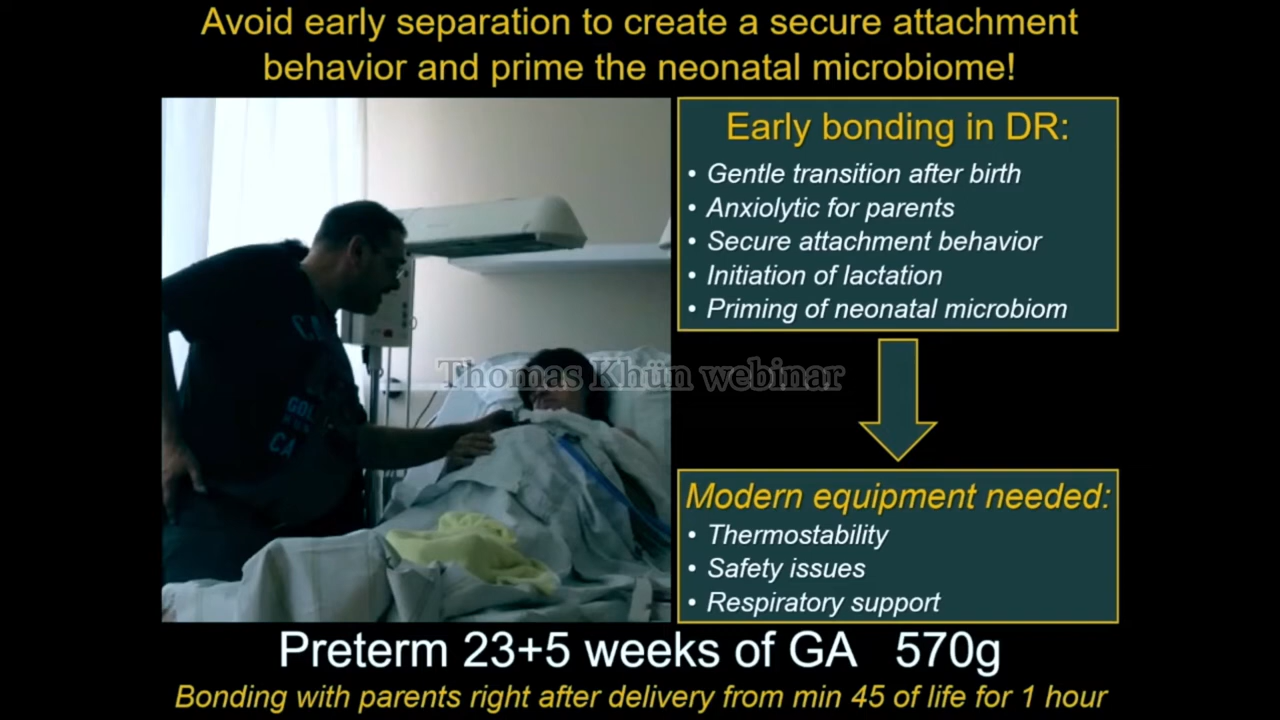 Avoid early separation to create a secure attachment
behavior and prime the neonatal microbiome!
Early bonding in DR:
• Gentle transition after birth
• Anxiolytic for parents
• Secure attachment behavior
• Initiation of lactation
• Priming of neonatal microbiom
Thomas Khün webinar
Modern equipment needed:
• Thermostability
• Safety issues
• Respiratory support
Preterm 23+5 weeks of GA 570g
Bonding with parents right after delivery from min 45 of life for 1 hour